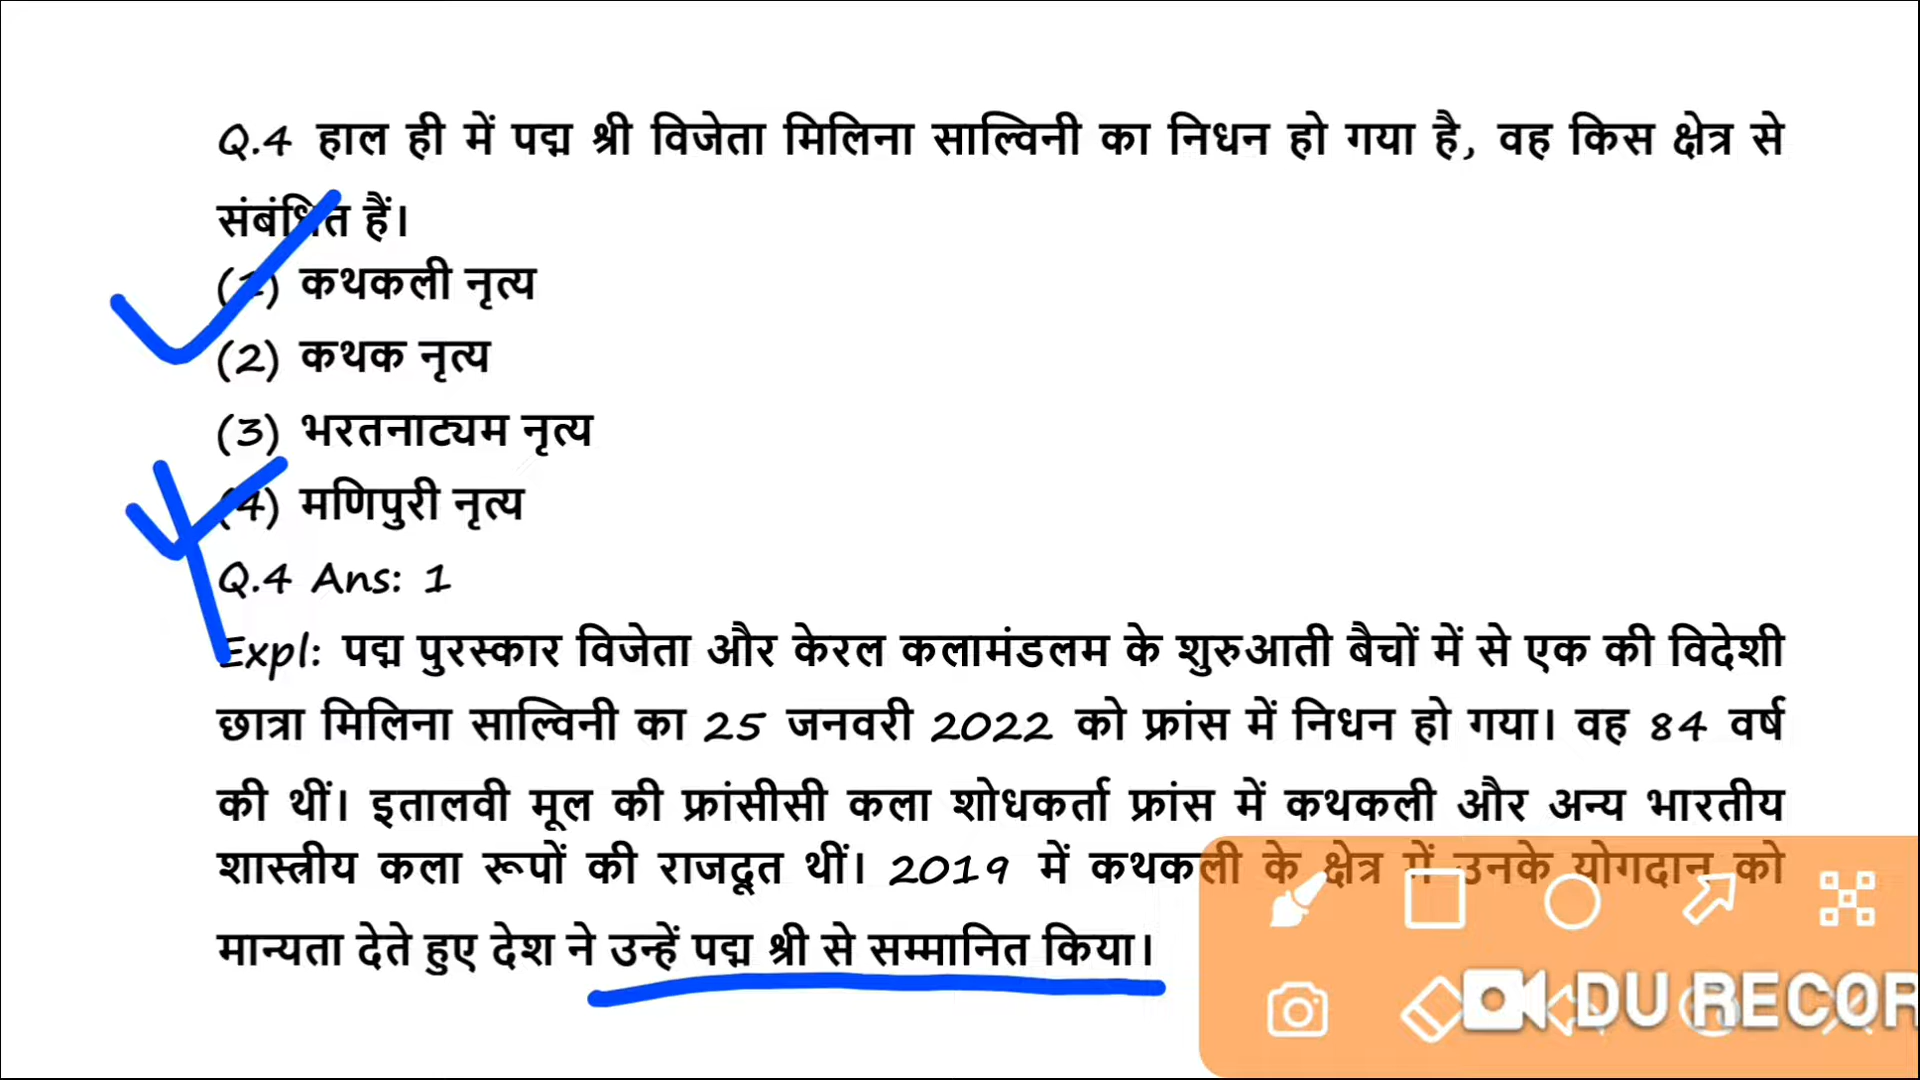 Q.4 हाल ही में पद्म श्री विजेता मिलिना साल्विनी का निधन हो गया है, वह किस क्षेत्र से
संबंधित हैं।
(1) कथकली नृत्य
(2) कथक नृत्य
(3) भरतनाट्यम नृत्य
(4) मणिपुरी नृत्य
Q.4 Ans: 1
Expl: पद्म पुरस्कार विजेता और केरल कलामंडलम के शुरुआती बैचों में से एक की विदेशी
छात्रा मिलिना साल्विनी का 25 जनवरी 2022 को फ्रांस में निधन हो गया। वह 84 वर्ष
की थीं। इतालवी मूल की फ्रांसीसी कला शोधकर्ता फ्रांस में कथकली और अन्य भारतीय
शास्त्रीय कला रूपों की राजदूत थीं। 2019 में कथकली के क्षेत्र में उनके योगदान को
मान्यता देते हुए देश ने उन्हें पद्म श्री से सम्मानित किया।
DU RECOR